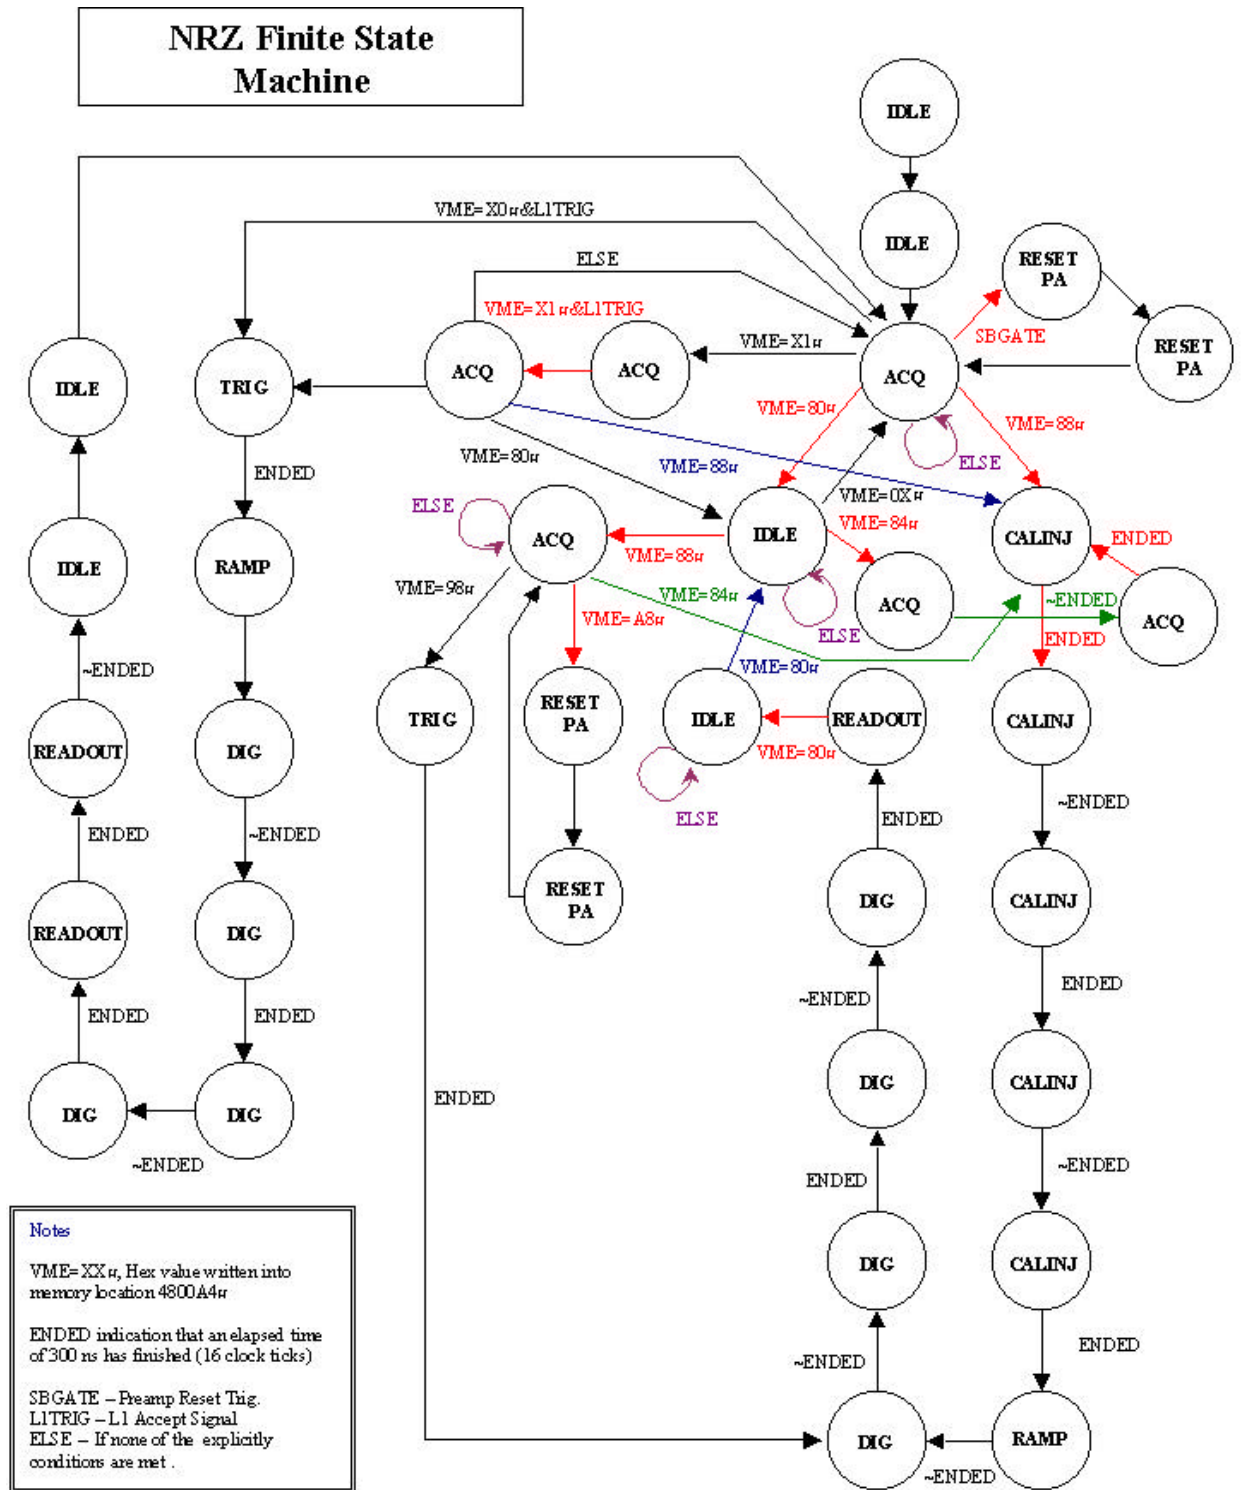 NRZ Finite State
Machine
IDLE
IDLE
VME=X0H&L1TRIG
ELSE
RESET
PA
VME=X1H&L1TRIG
SBGATE
VME=X1H
RESET
PA
IDLE
TRIG
ACQ
ACQ
ACQ
VME=80H
VME=88H
ENDED
VME=80H
VME=88H
ELSE
ELSE
VME=0XH
VME=84H
IDLE
RAMP
ACQ
VME=88H
IDLE
CALINJ
ENDED
VME=98H
VME=84H
ACQ
~ENDED
ACQ
VME=A8H
ELSE
ENDED
~ENDED
VME=80H
READOUT
DIG
TRIG
RESET
PA
IDLE
READOUT
CALINJ
VME=80H
ENDED
~ENDED
ELSE
ENDED
~ENDED
READOUT
DIG
RESET
PA
DIG
CALINJ
ENDED
ENDED
~ENDED
ENDED
DIG
DIG
ENDED
DIG
CALINJ
~ENDED
ENDED
~ENDED
DIG
CALINJ
~ENDED
ENDED
DIG
RAMP
~ENDED
Notes
VME=XXH, Hex value written into
memory location 4800A4H
ENDED indication that an elapsed time
of 300 ns has finished (16 clock ticks)
SBGATE – Preamp Reset Trig.
L1TRIG – L1 Accept Signal
ELSE – If none of the explicitly
conditions are met .